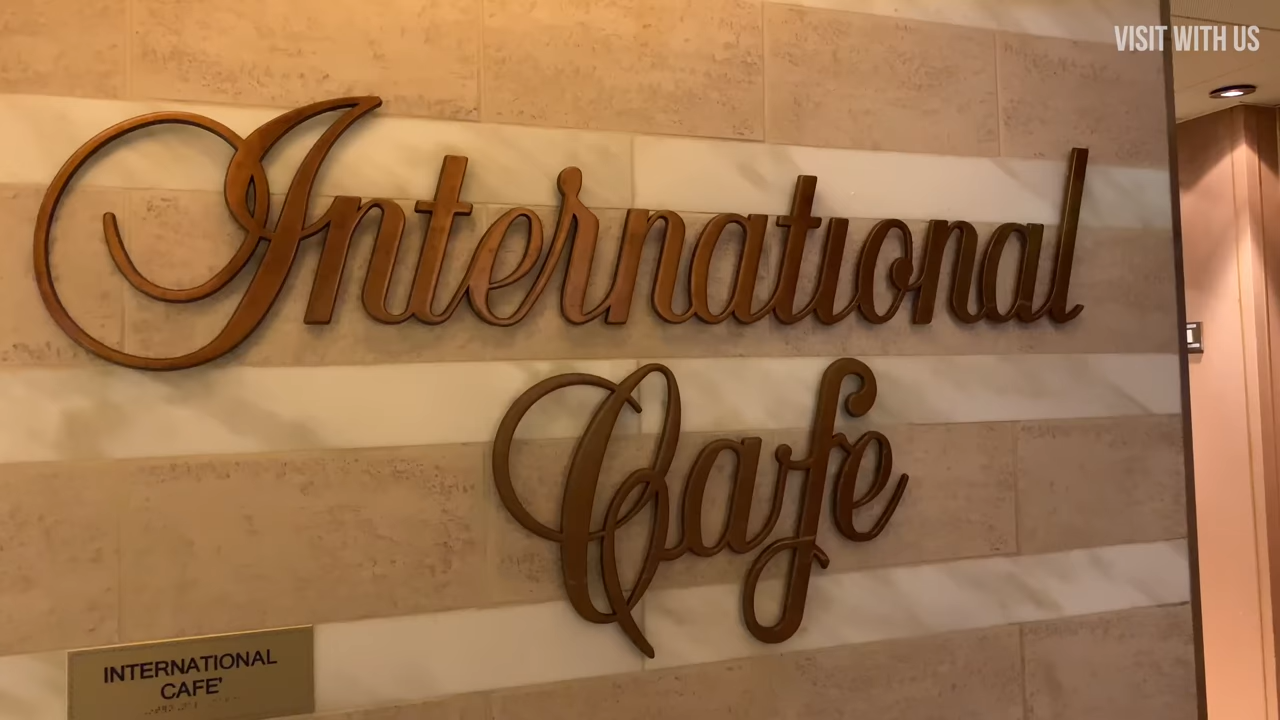 VISIT WITH US
International
Cafe
INTERNATIONAL
CAFE'